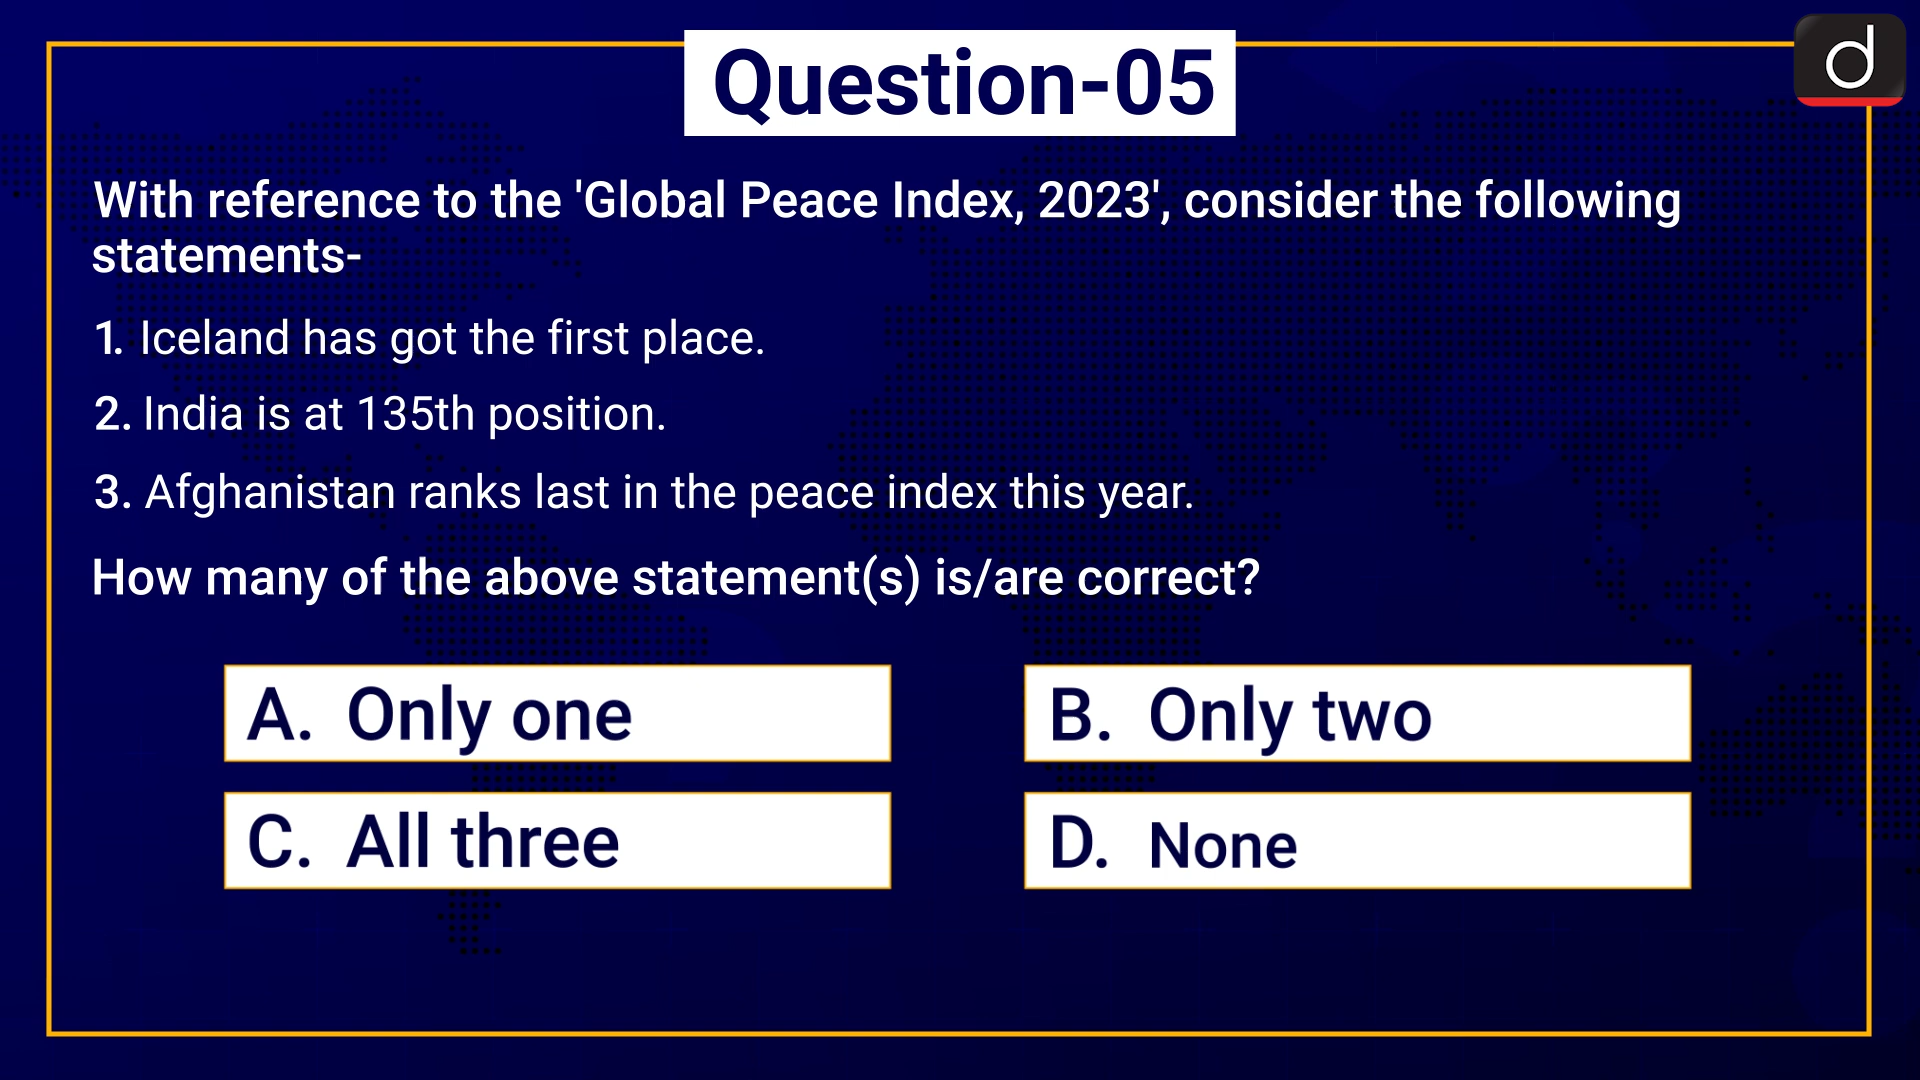 Question-05
d
With reference to the 'Global Peace Index, 2023', consider the following
statements-
1. Iceland has got the first place.
2. India is at 135th position.
3. Afghanistan ranks last in the peace index this year.
How many of the above statement(s) is/are correct?
A. Only one
B. Only two
C. All three
D. None